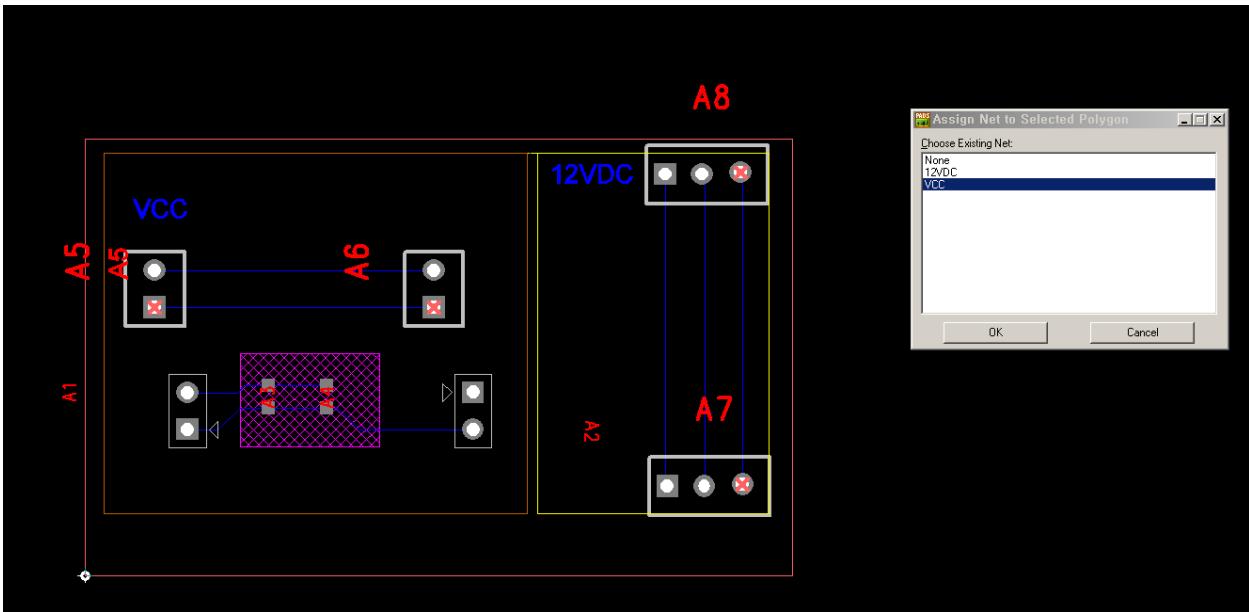 A8
Assign Net to Selected Polygon
Choose Existing Net:
None
12VDC
VCC
OK
Cancel
12VDC
VCC
A5
A5
A6
A1
A3
A4
A7
A2